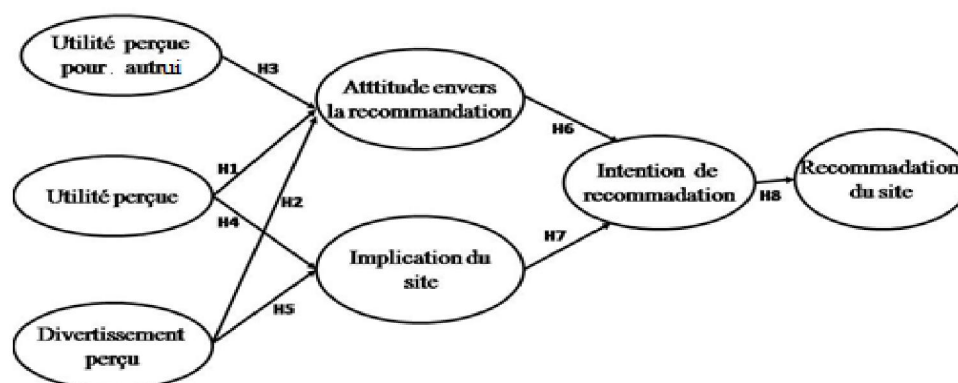 Utilité perçue
pour . autrui
H3
Atttitude envers
la recommandation
H6
H1
Utilité perçue
H2
H4
Intention de
recommadation
H8
Recommadation
du site
H7
Implication du
site
H5
Divertissement
perçu